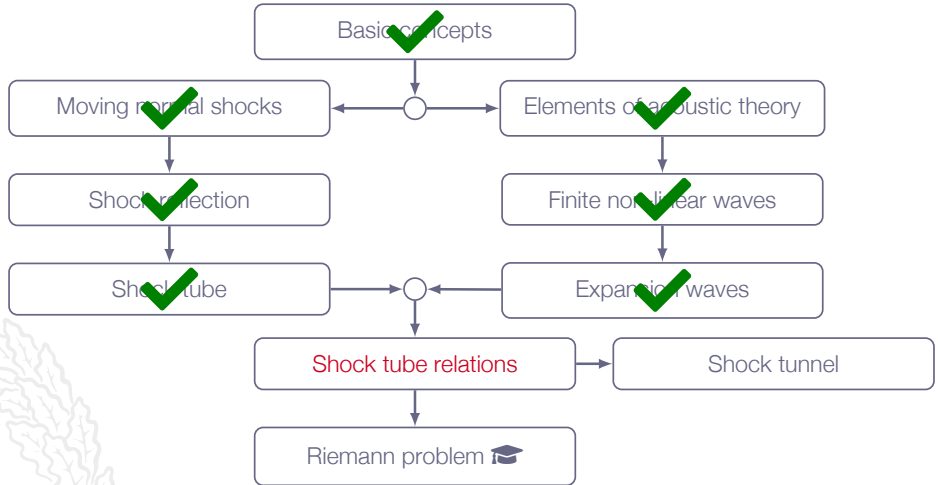 Basic concepts
Moving normal shocks
Elements of acoustic theory
Shock reflection
Finite non-linear waves
Shock tube
Expansion waves
Shock tube relations
Shock tunnel
Riemann problem